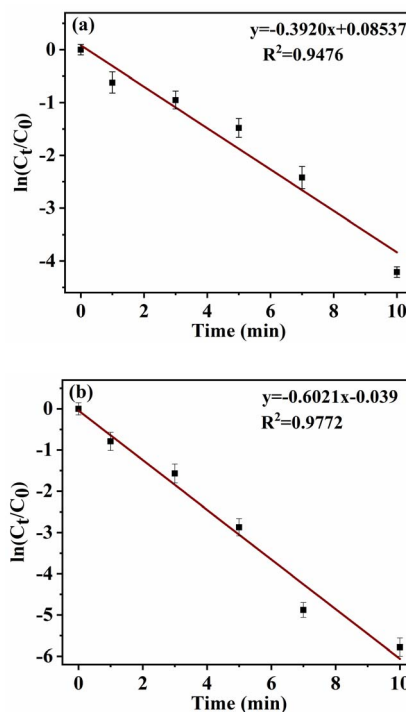 (a)
y=-0.3920x+0.08537
R²=0.9476
0
-1
-2
-3
-4
ln(Ct/C0)
0 2 4 6 8 10
Time (min)
(b)
y=-0.6021x-0.039
R²=0.9772
0
-1
-2
-3
-4
-5
-6
ln(Ct/C0)
0 2 4 6 8 10
Time (min)